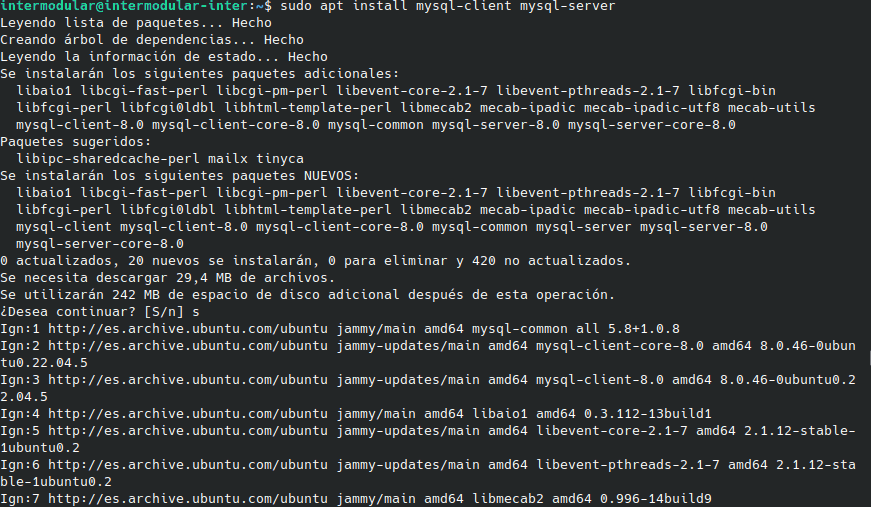 intermodular@intermodular-inter:~$ sudo apt install mysql-client mysql-server
Leyendo lista de paquetes... Hecho
Creando árbol de dependencias... Hecho
Leyendo la información de estado... Hecho
Se instalarán los siguientes paquetes adicionales:
  libaio1 libcgi-fast-perl libcgi-pm-perl libevent-core-2.1-7 libevent-pthreads-2.1-7 libfcgi-bin
  libfcgi-perl libfcgi0ldbl libhtml-template-perl libmecab2 mecab-ipadic mecab-ipadic-utf8 mecab-utils
  mysql-client-8.0 mysql-client-core-8.0 mysql-common mysql-server-8.0 mysql-server-core-8.0
Paquetes sugeridos:
  libipc-sharedcache-perl mailx tinyca
Se instalarán los siguientes paquetes NUEVOS:
  libaio1 libcgi-fast-perl libcgi-pm-perl libevent-core-2.1-7 libevent-pthreads-2.1-7 libfcgi-bin
  libfcgi-perl libfcgi0ldbl libhtml-template-perl libmecab2 mecab-ipadic mecab-ipadic-utf8 mecab-utils
  mysql-client mysql-client-8.0 mysql-client-core-8.0 mysql-common mysql-server mysql-server-8.0
  mysql-server-core-8.0
0 actualizados, 20 nuevos se instalarán, 0 para eliminar y 420 no actualizados.
Se necesita descargar 29,4 MB de archivos.
Se utilizarán 242 MB de espacio de disco adicional después de esta operación.
¿Desea continuar? [S/n] s
Ign:1 http://es.archive.ubuntu.com/ubuntu jammy/main amd64 mysql-common all 5.8+1.0.8
Ign:2 http://es.archive.ubuntu.com/ubuntu jammy-updates/main amd64 mysql-client-core-8.0 amd64 8.0.46-0ubun
tu0.22.04.5
Ign:3 http://es.archive.ubuntu.com/ubuntu jammy-updates/main amd64 mysql-client-8.0 amd64 8.0.46-0ubuntu0.2
2.04.5
Ign:4 http://es.archive.ubuntu.com/ubuntu jammy/main amd64 libaio1 amd64 0.3.112-13build1
Ign:5 http://es.archive.ubuntu.com/ubuntu jammy-updates/main amd64 libevent-core-2.1-7 amd64 2.1.12-stable-
1ubuntu0.2
Ign:6 http://es.archive.ubuntu.com/ubuntu jammy-updates/main amd64 libevent-pthreads-2.1-7 amd64 2.1.12-sta
ble-1ubuntu0.2
Ign:7 http://es.archive.ubuntu.com/ubuntu jammy/main amd64 libmecab2 amd64 0.996-14build9